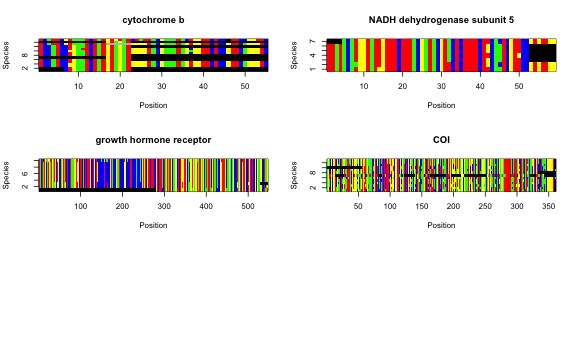 cytochrome b
Species
2 8
10 20 30 40 50
Position
NADH dehydrogenase subunit 5
Species
1 4 7
10 20 30 40 50
Position
growth hormone receptor
Species
2 6
100 200 300 400 500
Position
COI
Species
2 8
50 100 150 200 250 300 350
Position